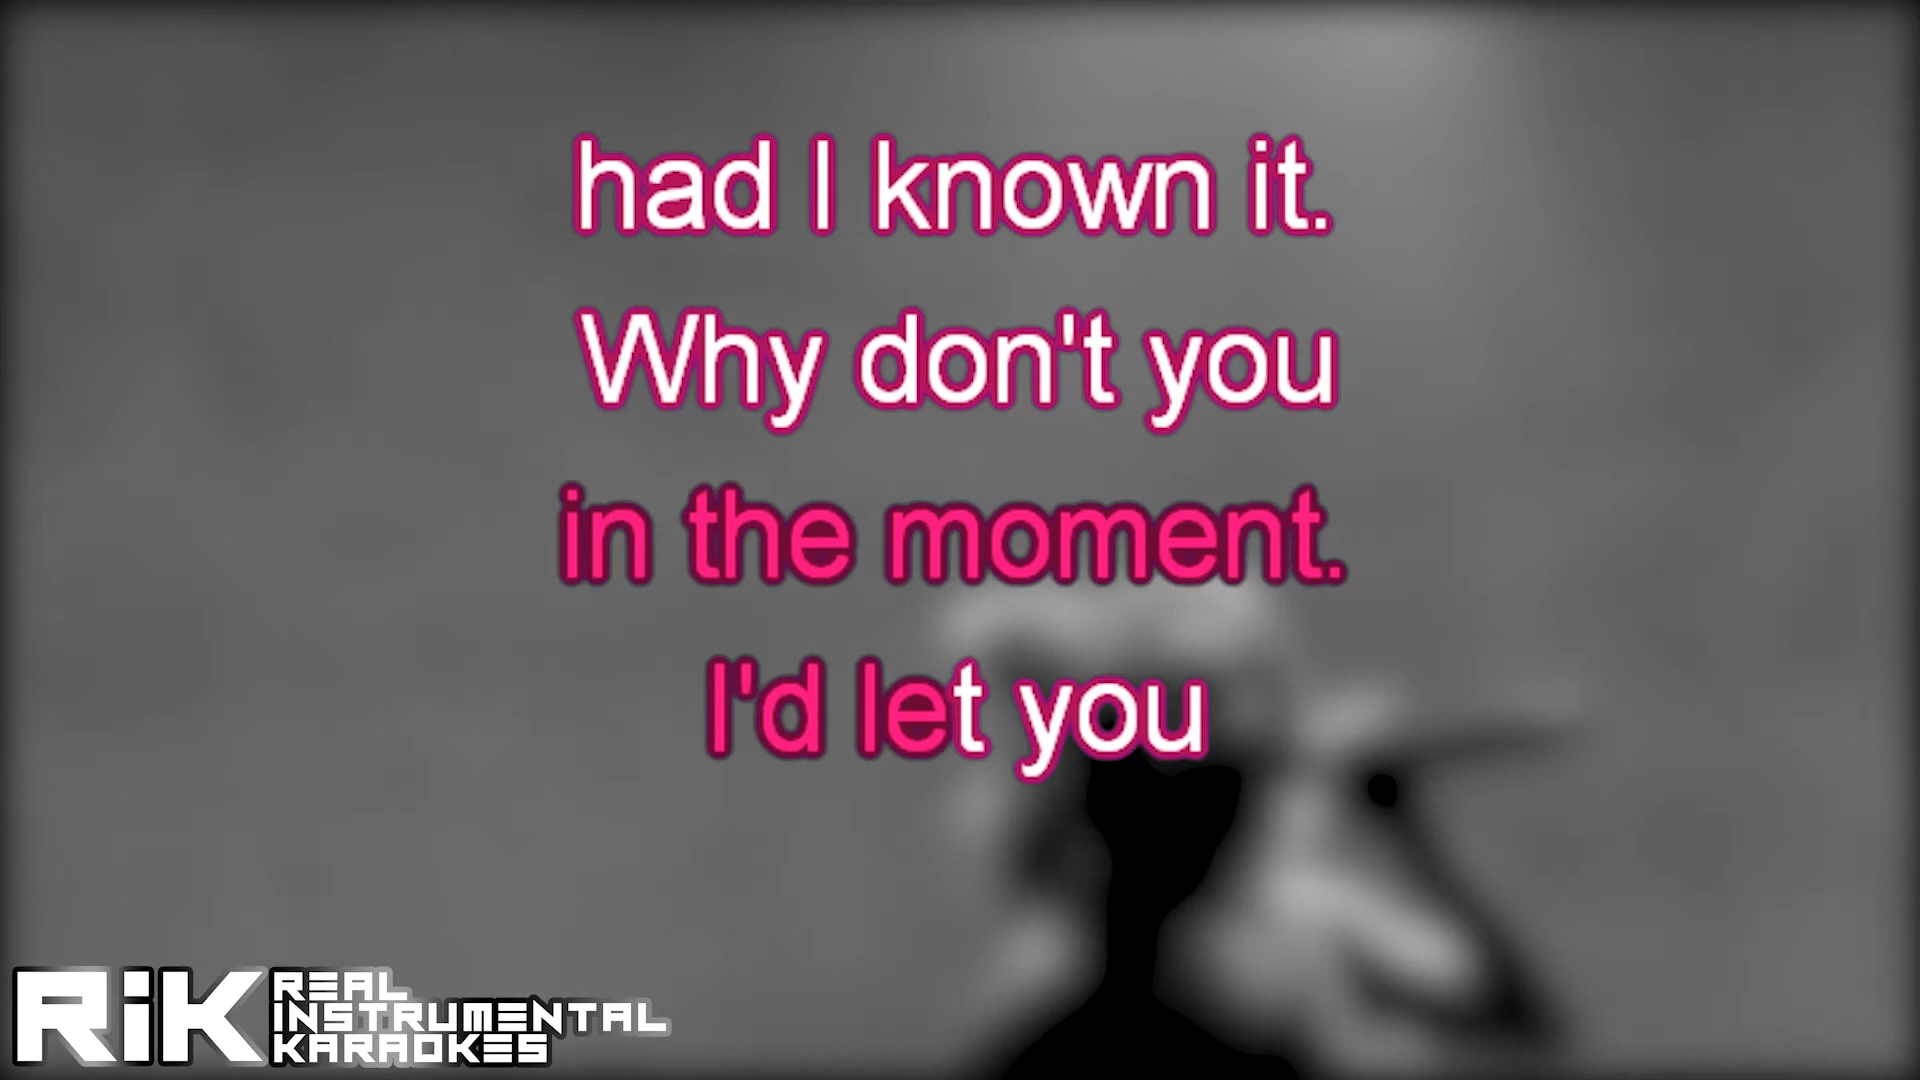 had I known it.
Why don't you
in the moment.
I'd let you
RiK
REAL
INSTRUMENTAL
KARAOKES